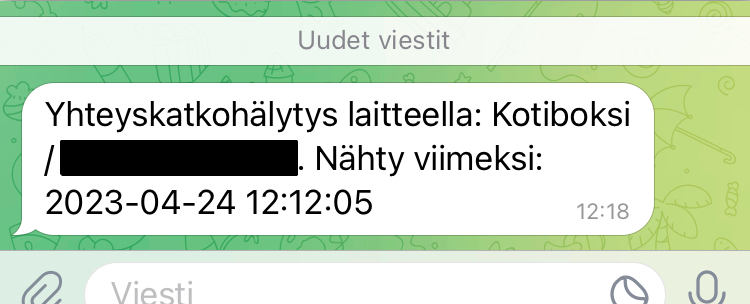 Uudet viestit
Yhteyskatkohälytys laitteella: Kotiboksi
/. Nähty viimeksi:
2023-04-24 12:12:05
12:18
Viesti